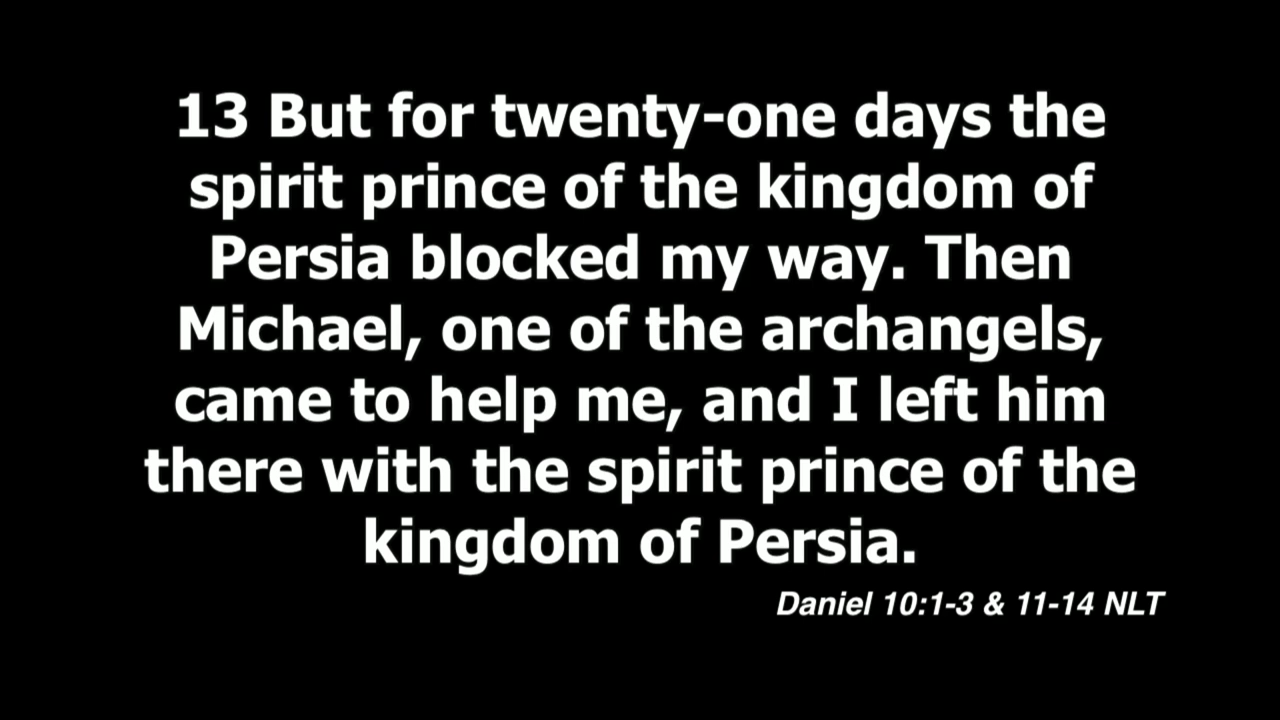 13 But for twenty-one days the
spirit prince of the kingdom of
Persia blocked my way. Then
Michael, one of the archangels,
came to help me, and I left him
there with the spirit prince of the
kingdom of Persia.
Daniel 10:1-3 & 11-14 NLT